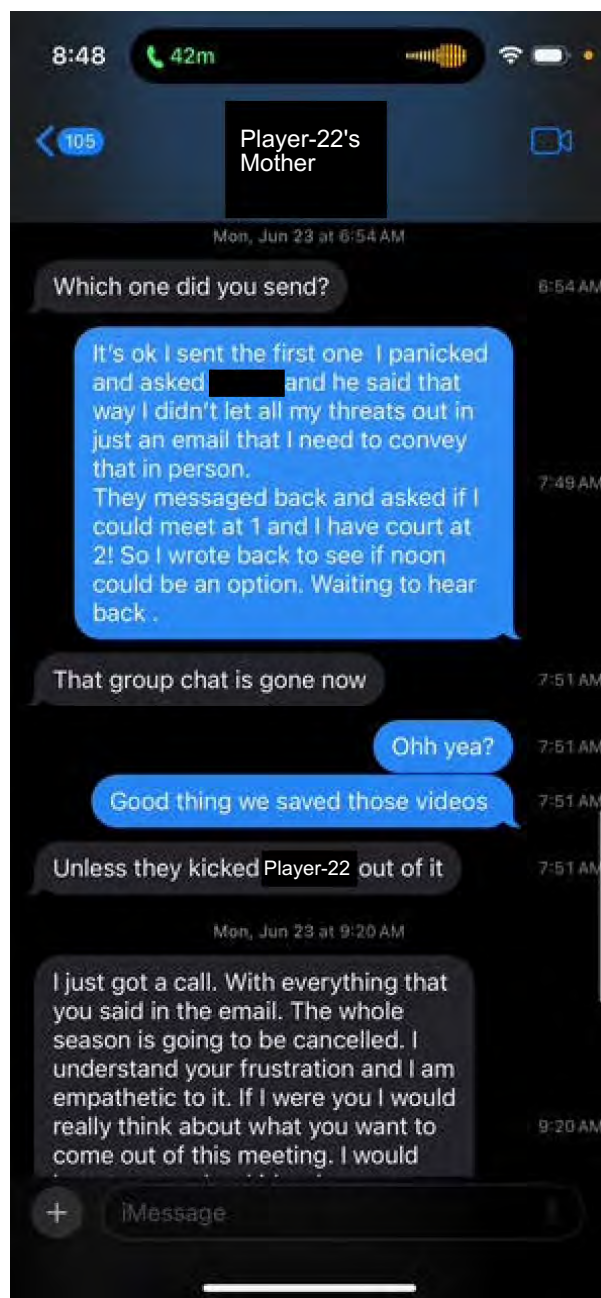 8:48
42m
105
Player-22's
Mother
Mon, Jun 23 at 6:54 AM
Which one did you send?
6:54 AM
It's ok I sent the first one I panicked
and asked and he said that
way I didn't let all my threats out in
just an email that I need to convey
that in person.
They messaged back and asked if I
could meet at 1 and I have court at
2! So I wrote back to see if noon
could be an option. Waiting to hear
back .
7:49 AM
That group chat is gone now
7:51 AM
Ohh yea?
7:51 AM
Good thing we saved those videos
7:51 AM
Unless they kicked Player-22 out of it
7:51 AM
Mon, Jun 23 at 9:20 AM
I just got a call. With everything that
you said in the email. The whole
season is going to be cancelled. I
understand your frustration and I am
empathetic to it. If I were you I would
really think about what you want to
come out of this meeting. I would
9:20 AM
iMessage